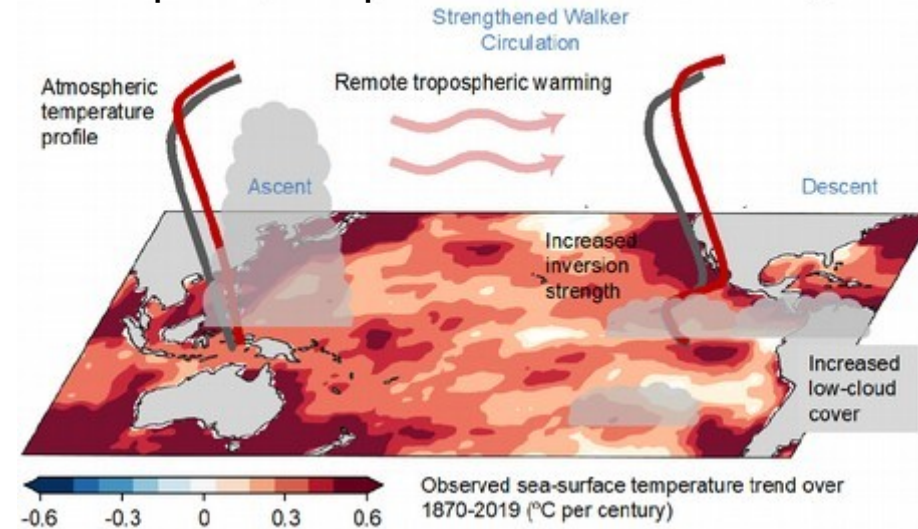 Strengthened Walker
Circulation
Atmospheric
temperature
profile
Remote tropospheric warming
Ascent
Descent
Increased
inversion
strength
Increased
low-cloud
cover
-0.6 -0.3 0 0.3 0.6
Observed sea-surface temperature trend over
1870-2019 (°C per century)